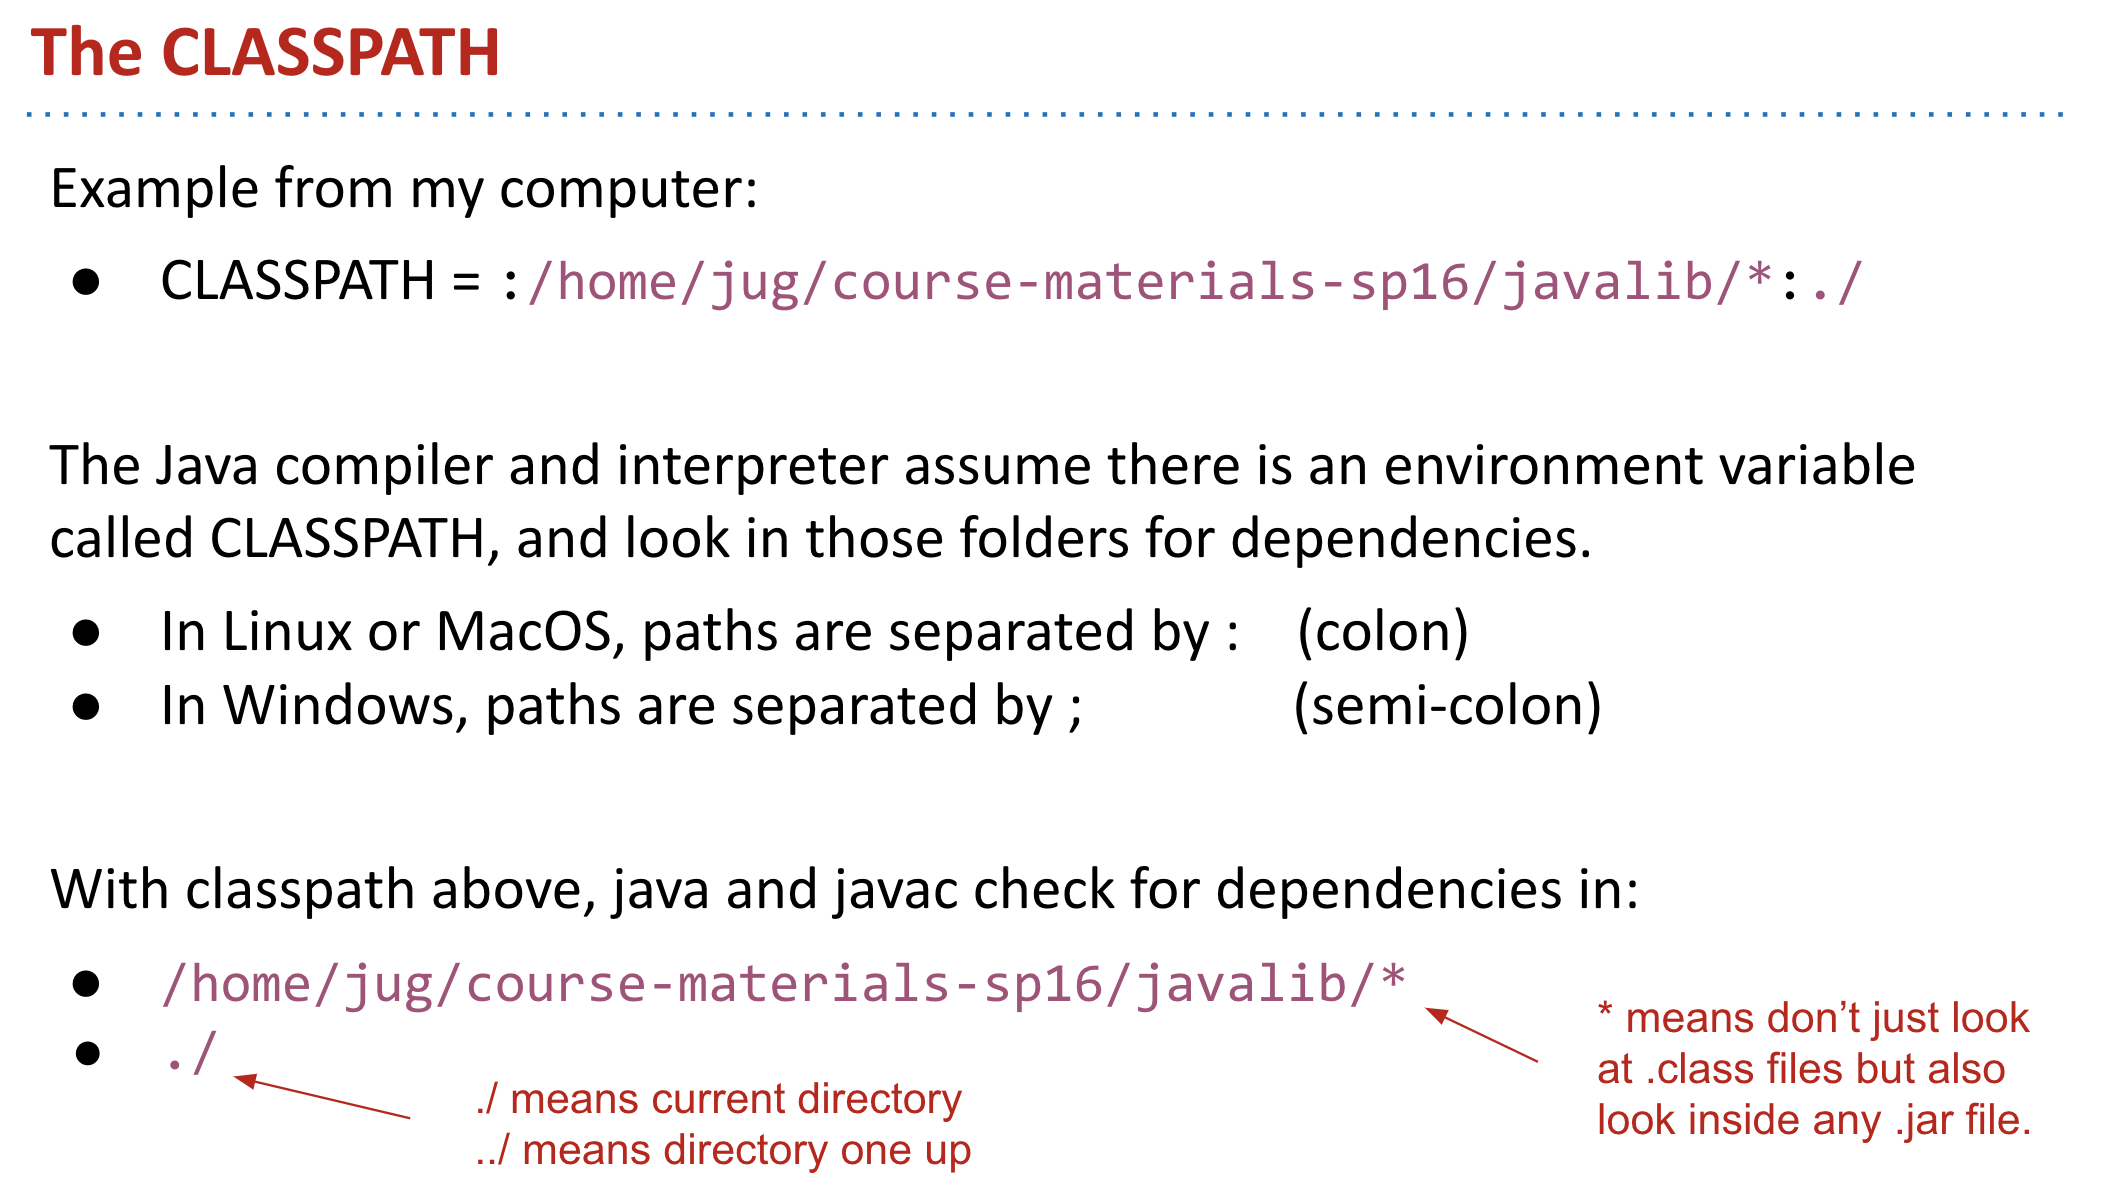 The CLASSPATH
Example from my computer:
● CLASSPATH = :/home/jug/course-materials-sp16/javalib/*:./
The Java compiler and interpreter assume there is an environment variable
called CLASSPATH, and look in those folders for dependencies.
● In Linux or MacOS, paths are separated by : (colon)
● In Windows, paths are separated by ; (semi-colon)
With classpath above, java and javac check for dependencies in:
● /home/jug/course-materials-sp16/javalib/*
● ./
* means don’t just look
at .class files but also
look inside any .jar file.
./ means current directory
../ means directory one up